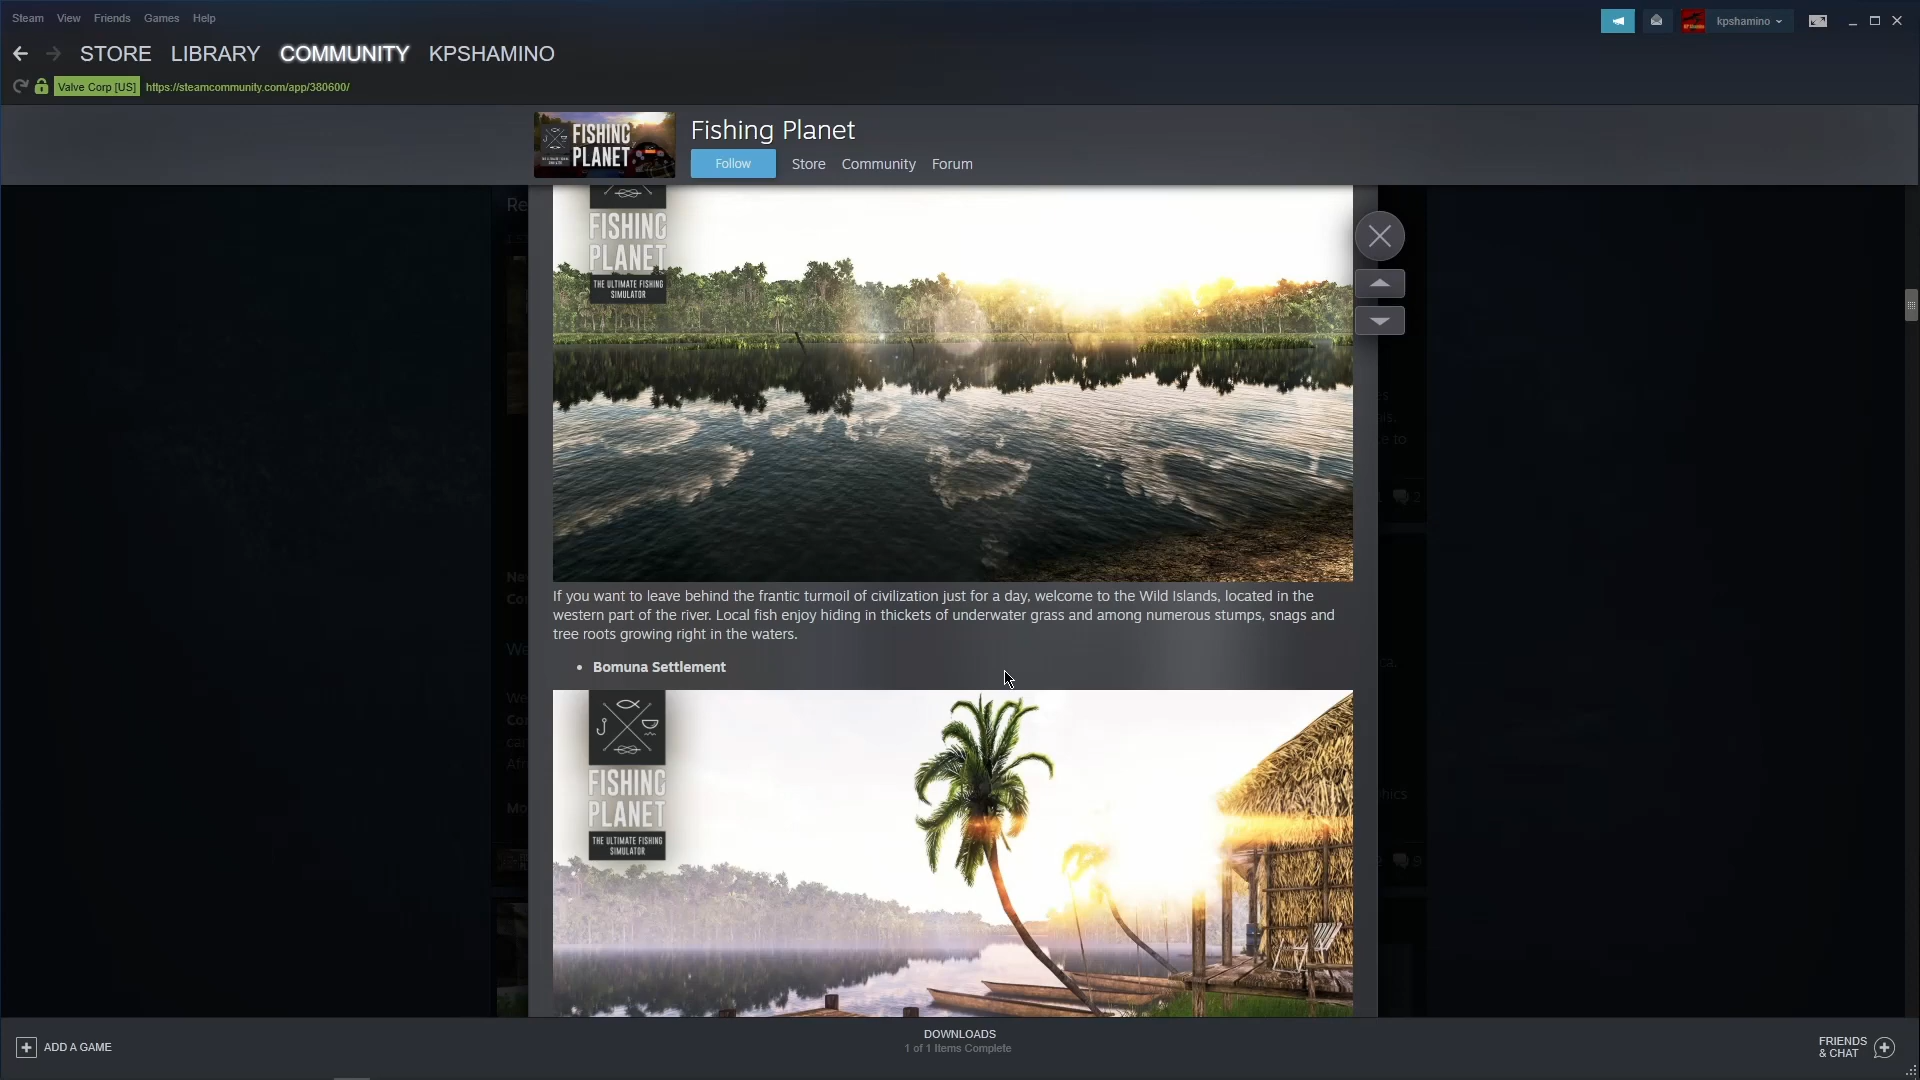 Steam View Friends Games Help
kpshamino
STORE LIBRARY COMMUNITY KPSHAMINO
Valve Corp [US] https://steamcommunity.com/app/380600/
FISHING
PLANET
Fishing Planet
Follow Store Community Forum
Re
FISHING
PLANET
THE ULTIMATE FISHING
SIMULATOR
2
If you want to leave behind the frantic turmoil of civilization just for a day, welcome to the Wild Islands, located in the
western part of the river. Local fish enjoy hiding in thickets of underwater grass and among numerous stumps, snags and
tree roots growing right in the waters.
• Bomuna Settlement
FISHING
PLANET
THE ULTIMATE FISHING
SIMULATOR
ADD A GAME
DOWNLOADS
1 of 1 Items Complete
FRIENDS
& CHAT